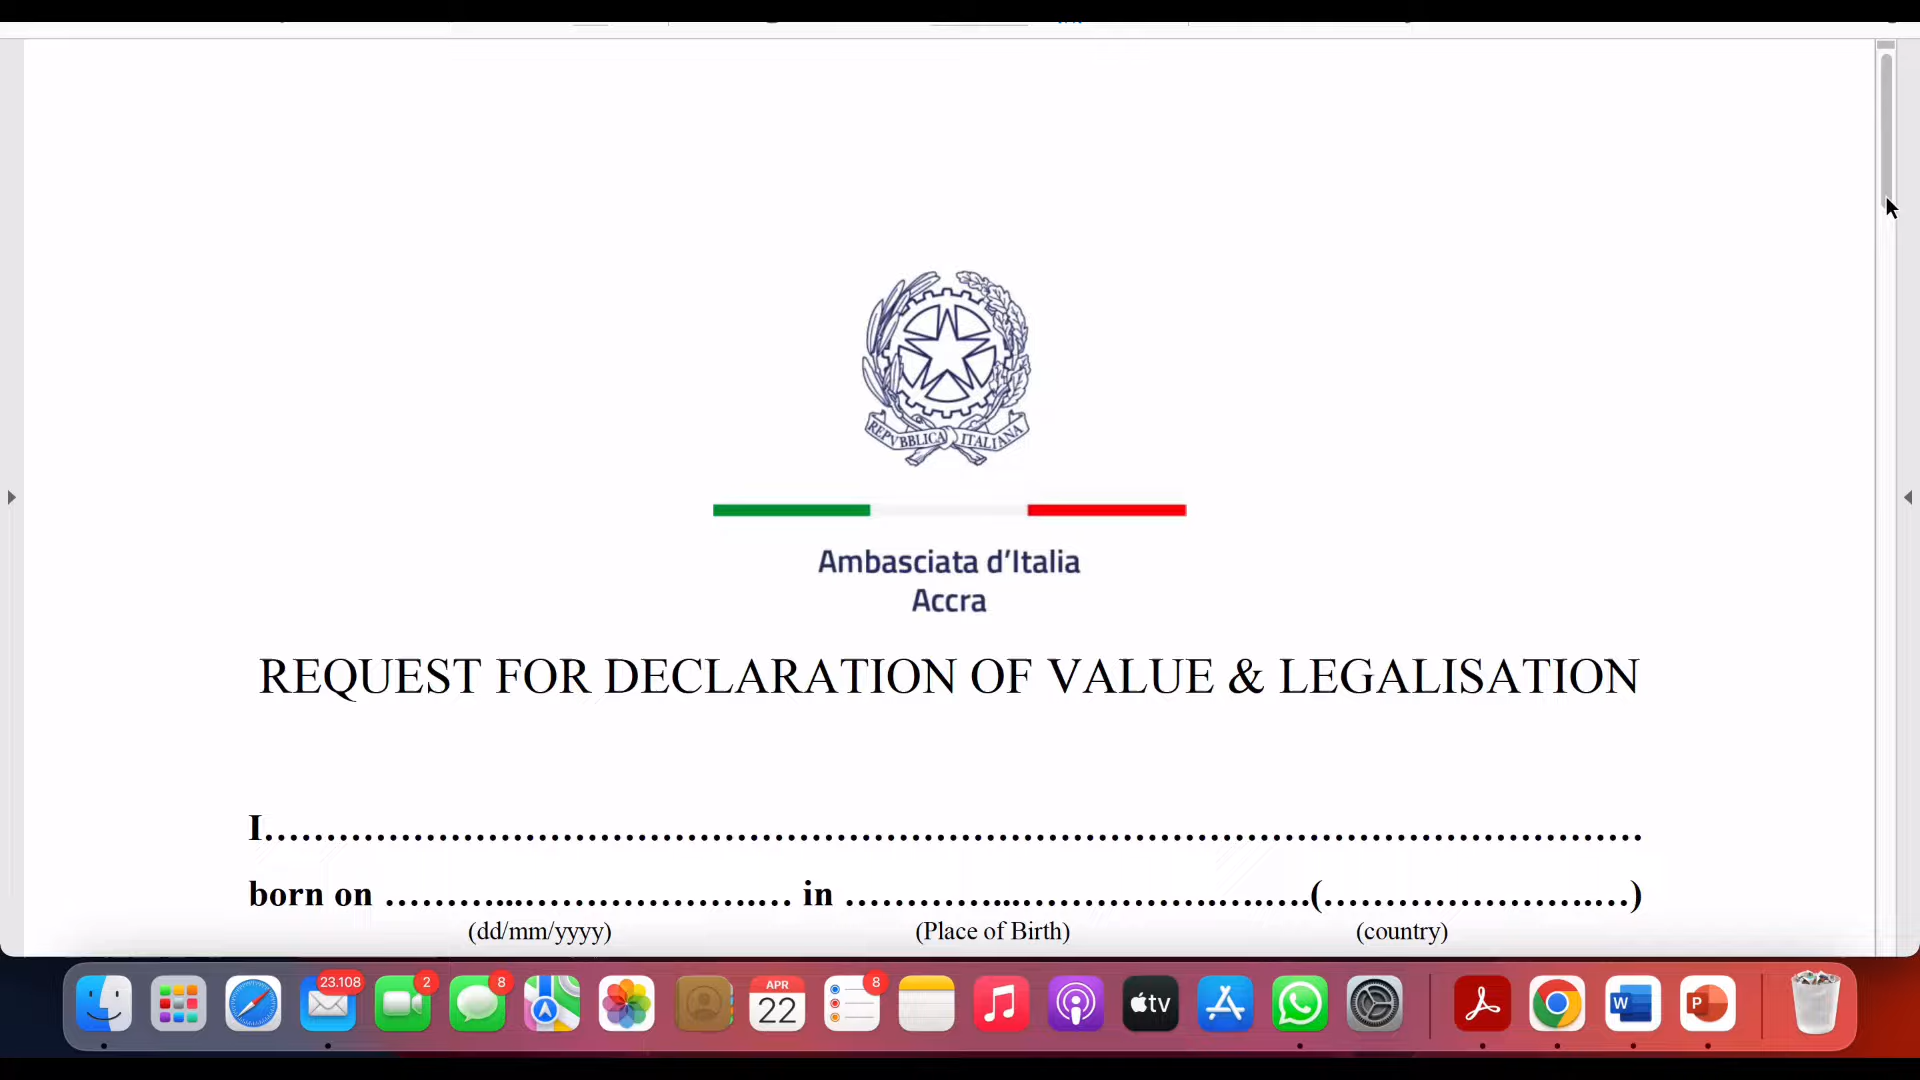 REPVBBLICA ITALIANA
Ambasciata d'Italia
Accra
REQUEST FOR DECLARATION OF VALUE & LEGALISATION
I……………………………………………………………………………………………
born on ………...………………….… in …………...…………………….….….(…………………….…)
(dd/mm/yyyy) (Place of Birth) (country)
23.108 2 8 APR 22 8 tv W P